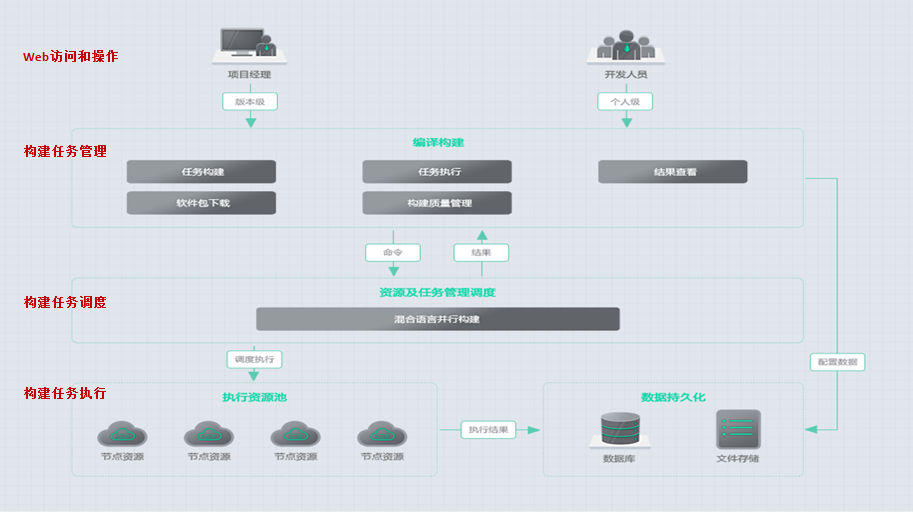 Web访问和操作
项目经理
开发人员
版本级
个人级
构建任务管理
编译构建
任务构建
任务执行
结果查看
软件包下载
构建质量管理
命令
结果
构建任务调度
资源及任务管理调度
混合语言并行构建
调度执行
配置数据
构建任务执行
执行资源池
数据持久化
执行结果
节点资源
节点资源
节点资源
节点资源
数据库
文件存储